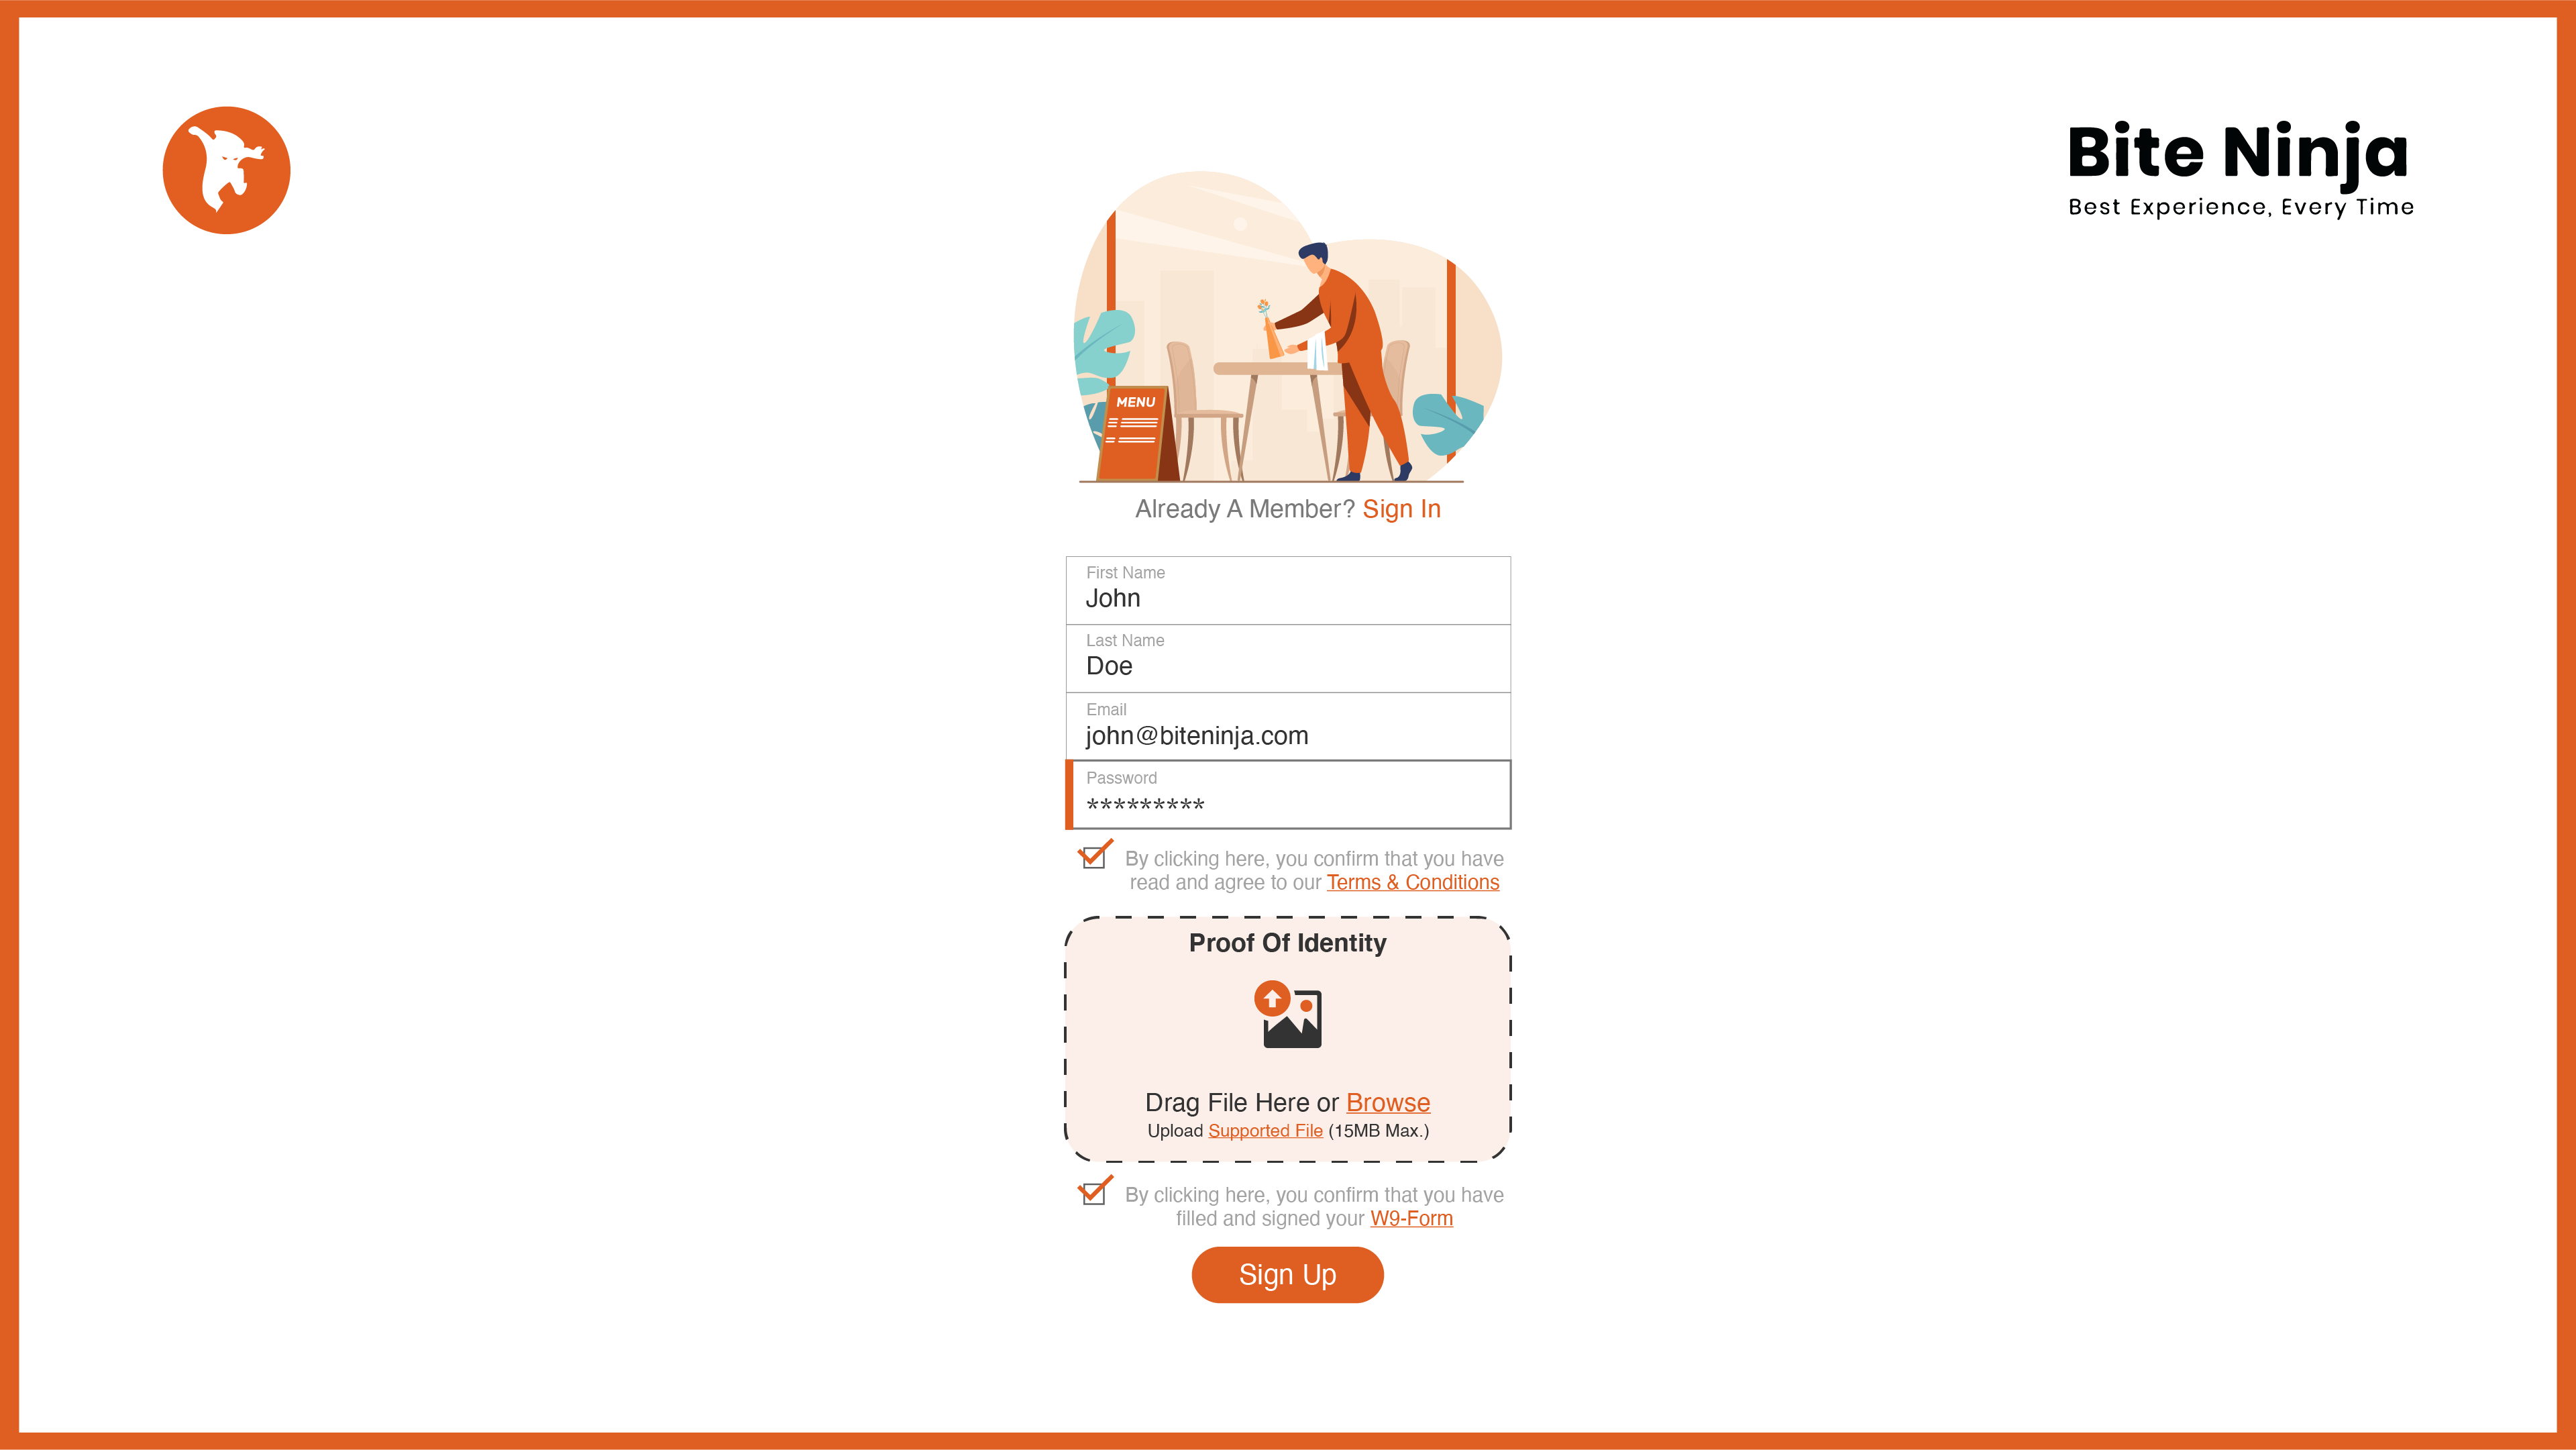 Bite Ninja
Best Experience, Every Time
MENU
Already A Member? Sign In
First Name
John
Last Name
Doe
Email
john@biteninja.com
Password
*********
By clicking here, you confirm that you have
read and agree to our Terms & Conditions
Proof Of Identity
Drag File Here or Browse
Upload Supported File (15MB Max.)
By clicking here, you confirm that you have
filled and signed your W9-Form
Sign Up